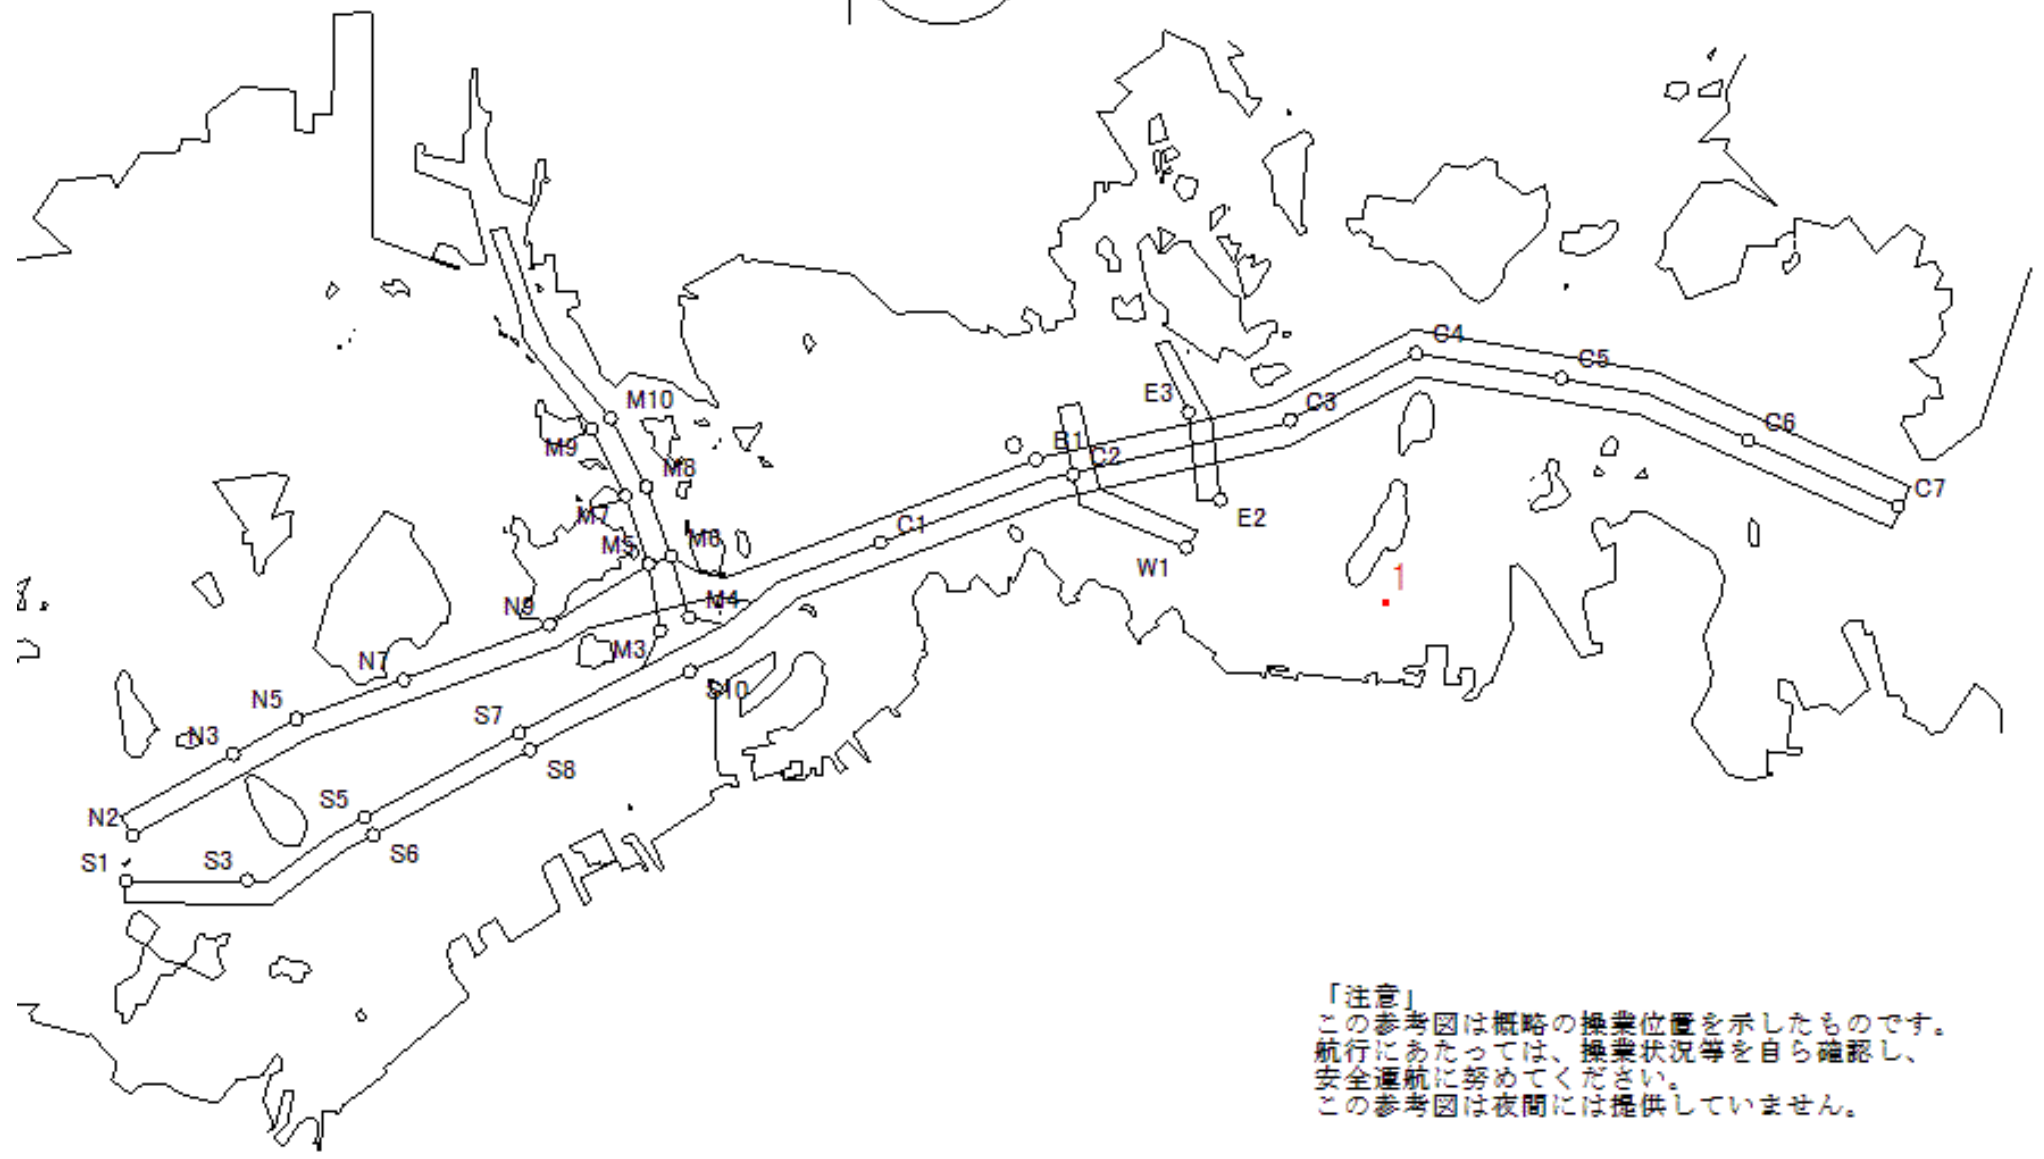 C4
C5
M10
E3
C3
C6
M9
B1
C2
M8
C7
M7
E2
C1
M6
M5
W1
1
N9
M4
M3
N7
S10
N5
S7
N3
S8
S5
N2
S6
S1
S3
「注意」
この参考図は概略の操業位置を示したものです。
航行にあたっては、操業状況等を自ら確認し、
安全運航に努めてください。
この参考図は夜間には提供していません。